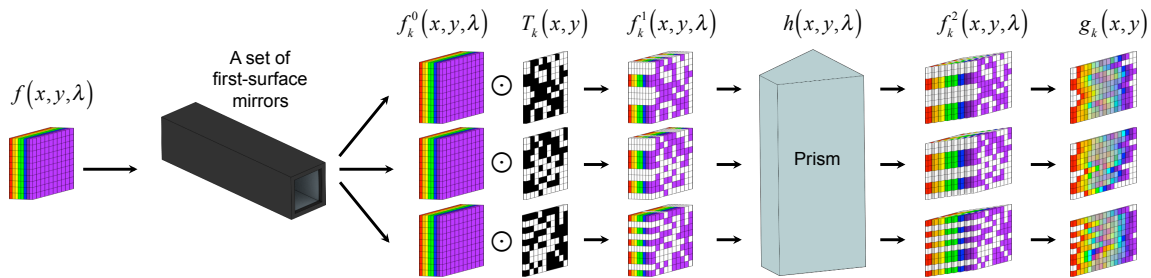 f(x,y,λ)
A set of
first-surface
mirrors
f_k^0(x,y,λ)
T_k(x,y)
f_k^1(x,y,λ)
h(x,y,λ)
f_k^2(x,y,λ)
g_k(x,y)
Prism